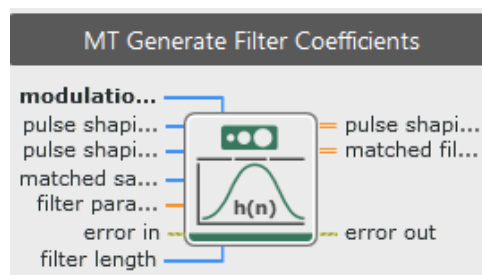 MT Generate Filter Coefficients
modulatio...
pulse shapi...
pulse shapi...
matched sa...
filter para...
error in
filter length
h(n)
pulse shapi...
matched fil...
error out